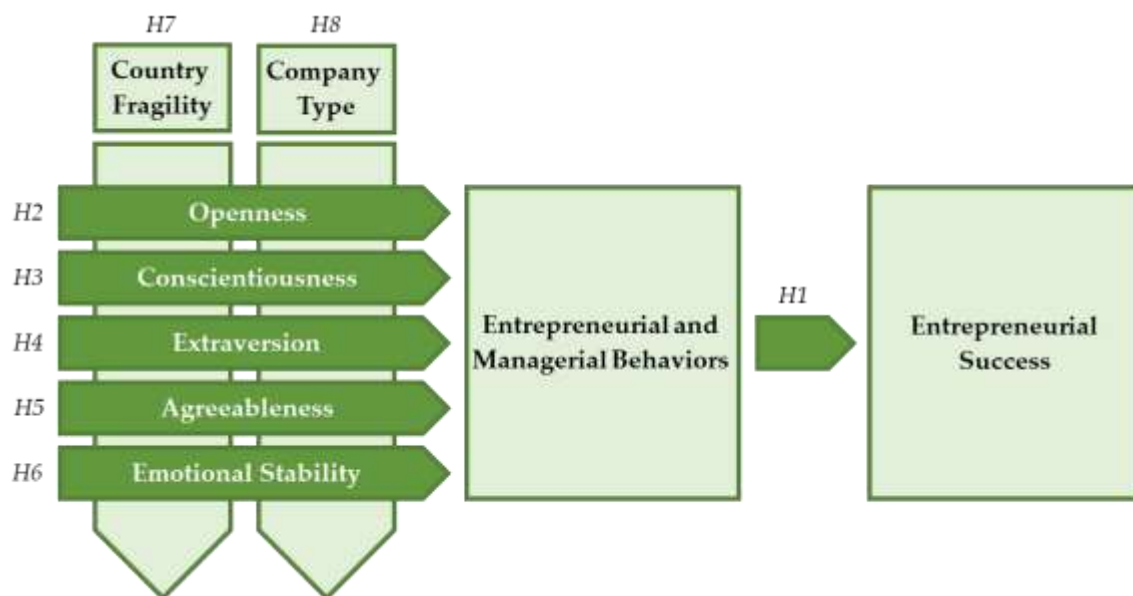 H7
H8
Country
Fragility
Company
Type
H2
Openness
H3
Conscientiousness
H4
Extraversion
H5
Agreeableness
H6
Emotional Stability
Entrepreneurial and
Managerial Behaviors
H1
Entrepreneurial
Success